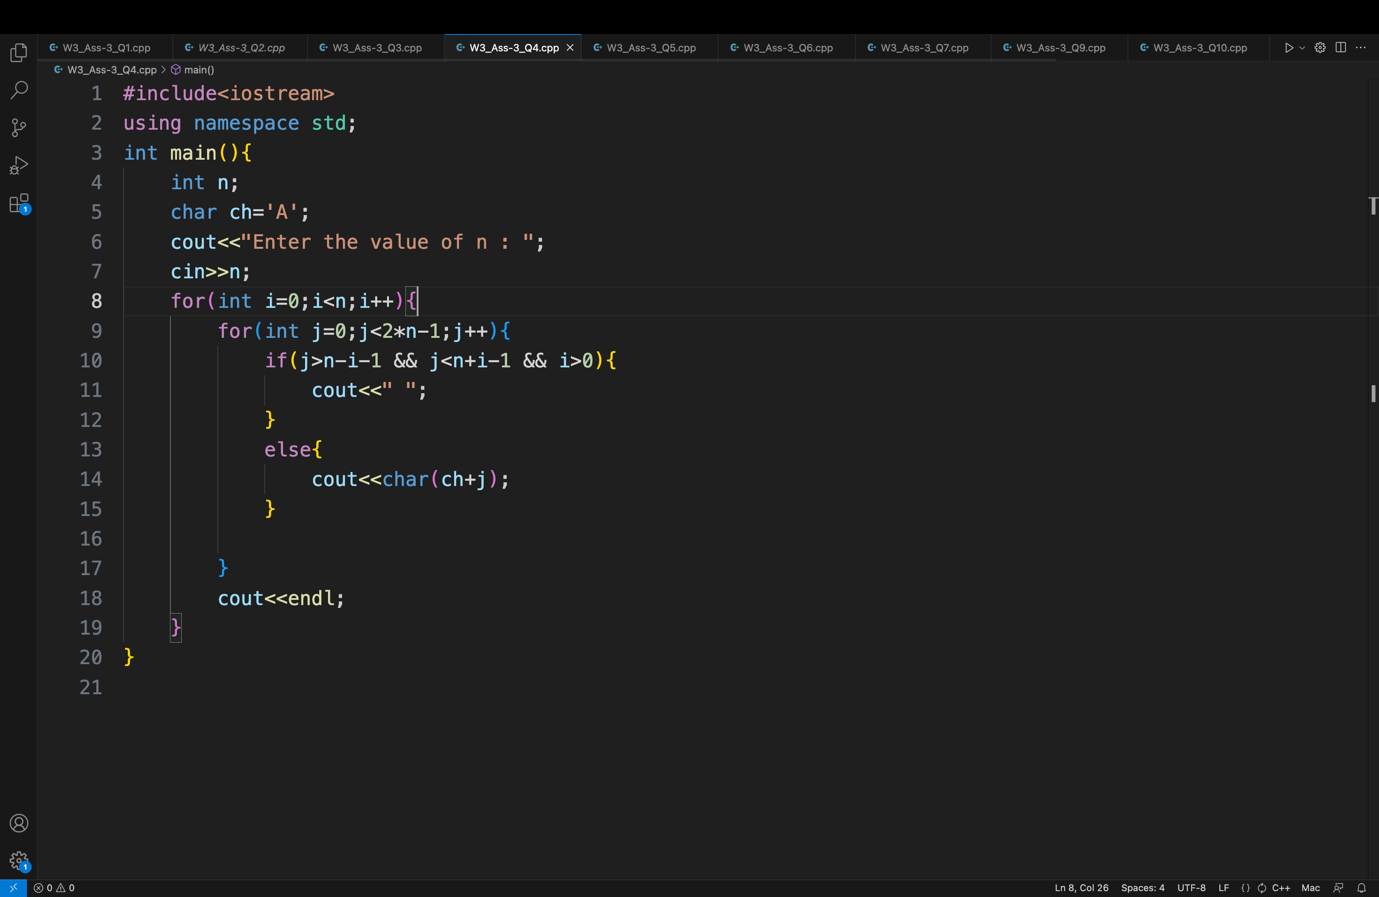 W3_Ass-3_Q1.cpp W3_Ass-3_Q2.cpp W3_Ass-3_Q3.cpp W3_Ass-3_Q4.cpp W3_Ass-3_Q5.cpp W3_Ass-3_Q6.cpp W3_Ass-3_Q7.cpp W3_Ass-3_Q9.cpp W3_Ass-3_Q10.cpp
W3_Ass-3_Q4.cpp > main()
1 #include<iostream>
2 using namespace std;
3 int main(){
4     int n;
5     char ch='A';
6     cout<<"Enter the value of n : ";
7     cin>>n;
8     for(int i=0;i<n;i++){
9         for(int j=0;j<2*n-1;j++){
10             if(j>n-i-1 && j<n+i-1 && i>0){
11                 cout<<" ";
12             }
13             else{
14                 cout<<char(ch+j);
15             }
16
17         }
18         cout<<endl;
19     }
20 }
21
1
1
0 0 Ln 8, Col 26 Spaces: 4 UTF-8 LF {} C++ Mac